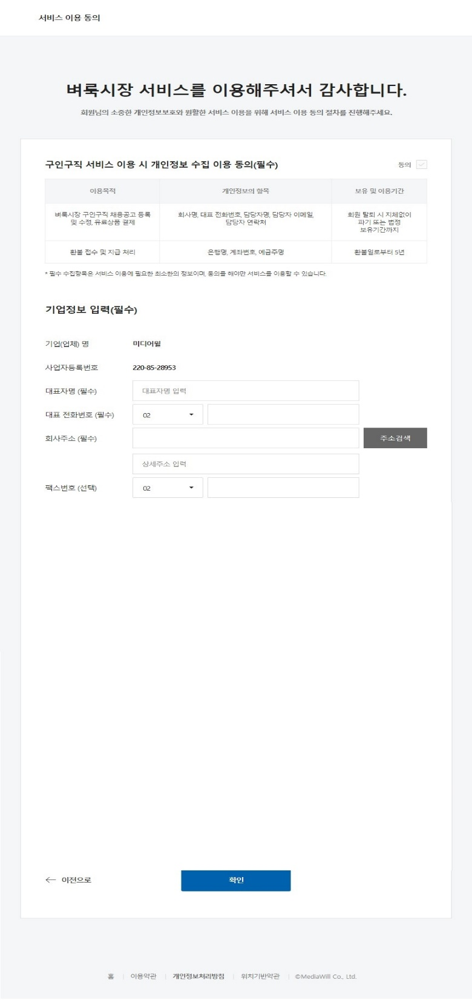 서비스 이용 동의
벼룩시장 서비스를 이용해주셔서 감사합니다.
회원님의 소중한 개인정보보호와 원활한 서비스 이용을 위해 서비스 이용 동의 절차를 진행해주세요.
구인구직 서비스 이용 시 개인정보 수집 이용 동의(필수)
동의
이용목적
개인정보의 항목
보유 및 이용기간
벼룩시장 구인구직 채용공고 등록
및 수정, 유료상품 결제
회사명, 대표 전화번호, 담당자명, 담당자 이메일,
담당자 연락처
회원 탈퇴 시 지체없이
파기 또는 법정
보유기간까지
환불 접수 및 지급 처리
은행명, 계좌번호, 예금주명
환불일로부터 5년
* 필수 수집항목은 서비스 이용에 필요한 최소한의 정보이며, 동의를 해야만 서비스를 이용할 수 있습니다.
기업정보 입력(필수)
기업(업체) 명
미디어윌
사업자등록번호
220-85-28953
대표자명 (필수)
대표자명 입력
대표 전화번호 (필수)
02
회사주소 (필수)
주소검색
상세주소 입력
팩스번호 (선택)
02
이전으로
확인
홈
이용약관
개인정보처리방침
위치기반약관
©MediaWill Co., Ltd.